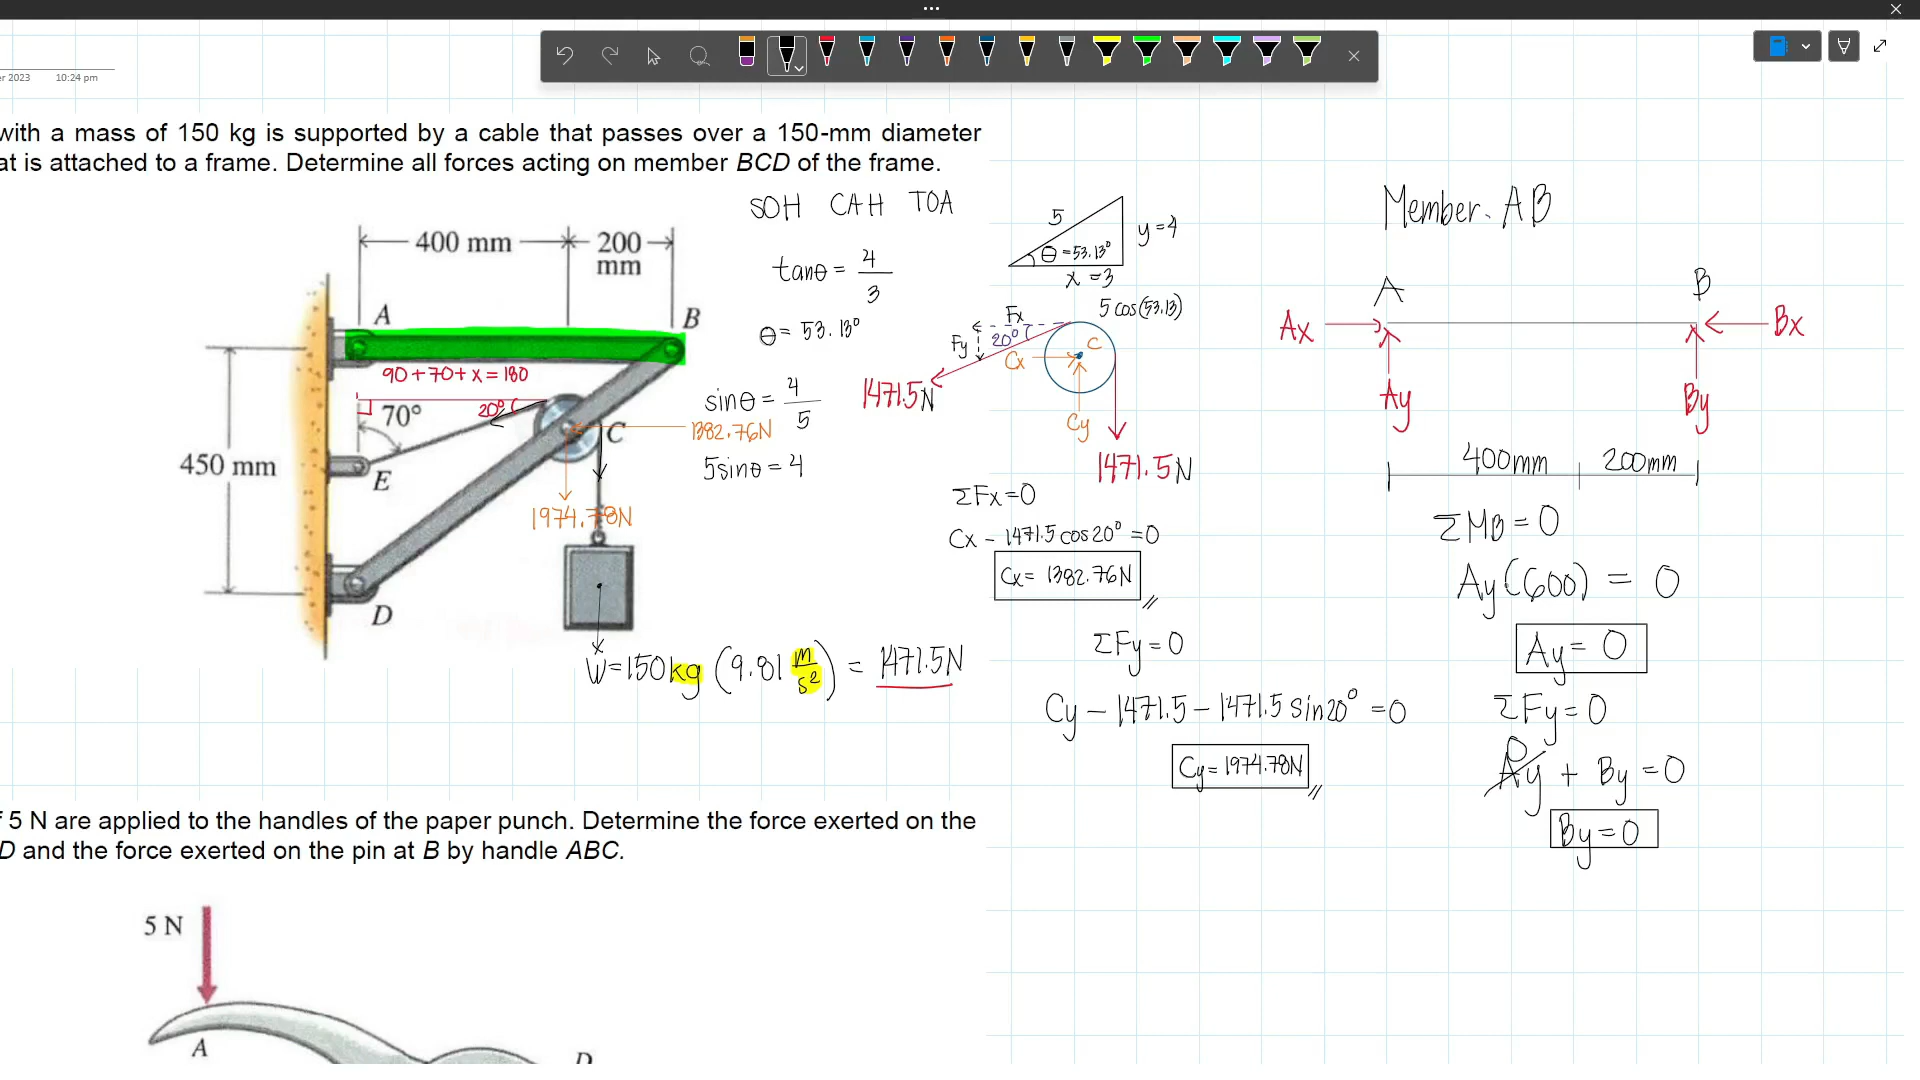 er 2023 10:24 pm
with a mass of 150 kg is supported by a cable that passes over a 150-mm diameter
at is attached to a frame. Determine all forces acting on member BCD of the frame.
400 mm
200
mm
A
B
90+70+x=180
70°
20°
C
450 mm
E
D
1382.76N
1974.78N
W=150kg (9.81 m/s²) = 1471.5N
SOH CAH TOA
tanθ = 4/3
θ = 53.13°
sinθ = 4/5
5sinθ = 4
5
y=4
θ=53.13°
x=3
5 cos(53.13)
Fx
Fy
20°
C
Cx
Cy
1471.5N
1471.5N
ΣFx=0
Cx - 1471.5 cos20° =0
Cx= 1382.76N
ΣFy=0
Cy - 1471.5 - 1471.5 sin20° =0
Cy=1974.78N
Member AB
A
B
Ax
Bx
Ay
By
400mm
200mm
ΣMB=0
Ay(600) = 0
Ay= 0
ΣFy=0
0
Ay + By =0
By=0
f 5 N are applied to the handles of the paper punch. Determine the force exerted on the
D and the force exerted on the pin at B by handle ABC.
5 N
A
D